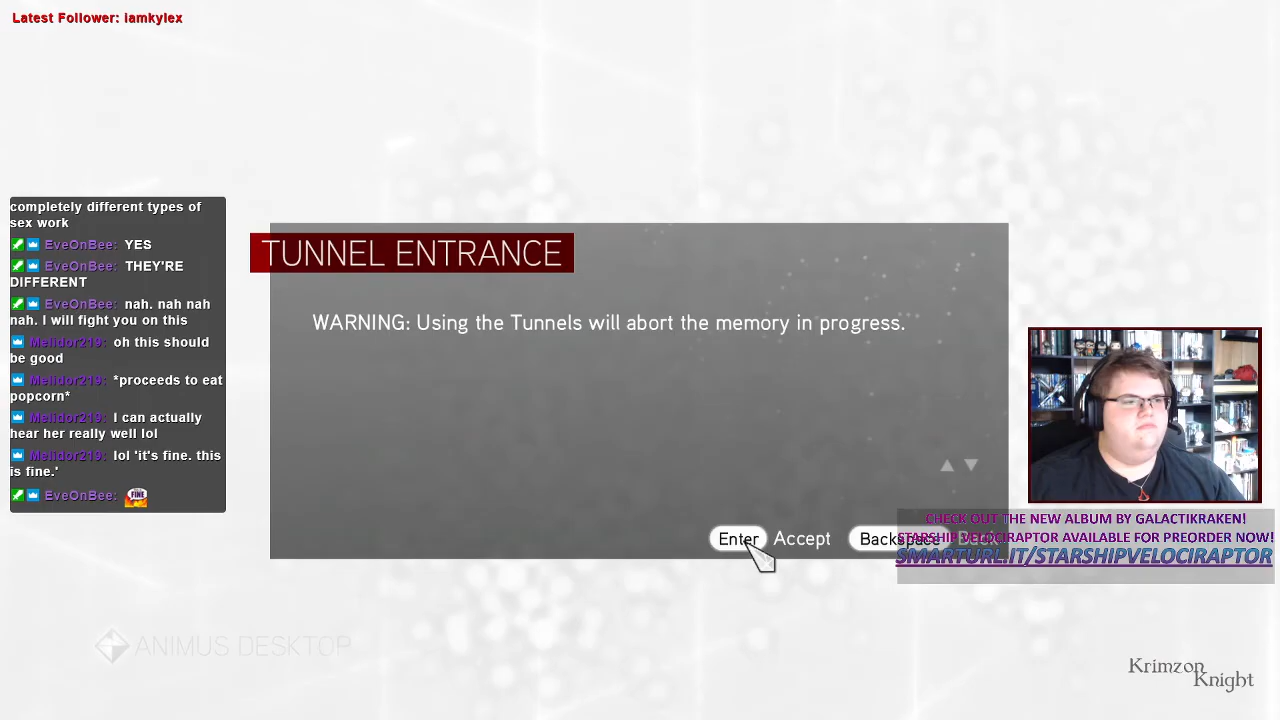 Latest Follower: iamkylex
completely different types of
sex work
EveOnBee: YES
EveOnBee: THEY'RE
DIFFERENT
EveOnBee: nah. nah nah
nah. I will fight you on this
Melidor219: oh this should
be good
Melidor219: *proceeds to eat
popcorn*
Melidor219: I can actually
hear her really well lol
Melidor219: lol 'it's fine. this
is fine.'
EveOnBee: FINE
TUNNEL ENTRANCE
WARNING: Using the Tunnels will abort the memory in progress.
Enter Accept Backspace Back
CHECK OUT THE NEW ALBUM BY GALACTIKRAKEN!
STARSHIP VELOCIRAPTOR AVAILABLE FOR PREORDER NOW!
SMARTURL.IT/STARSHIPVELOCIRAPTOR
ANIMUS DESKTOP
Krimzon
Knight